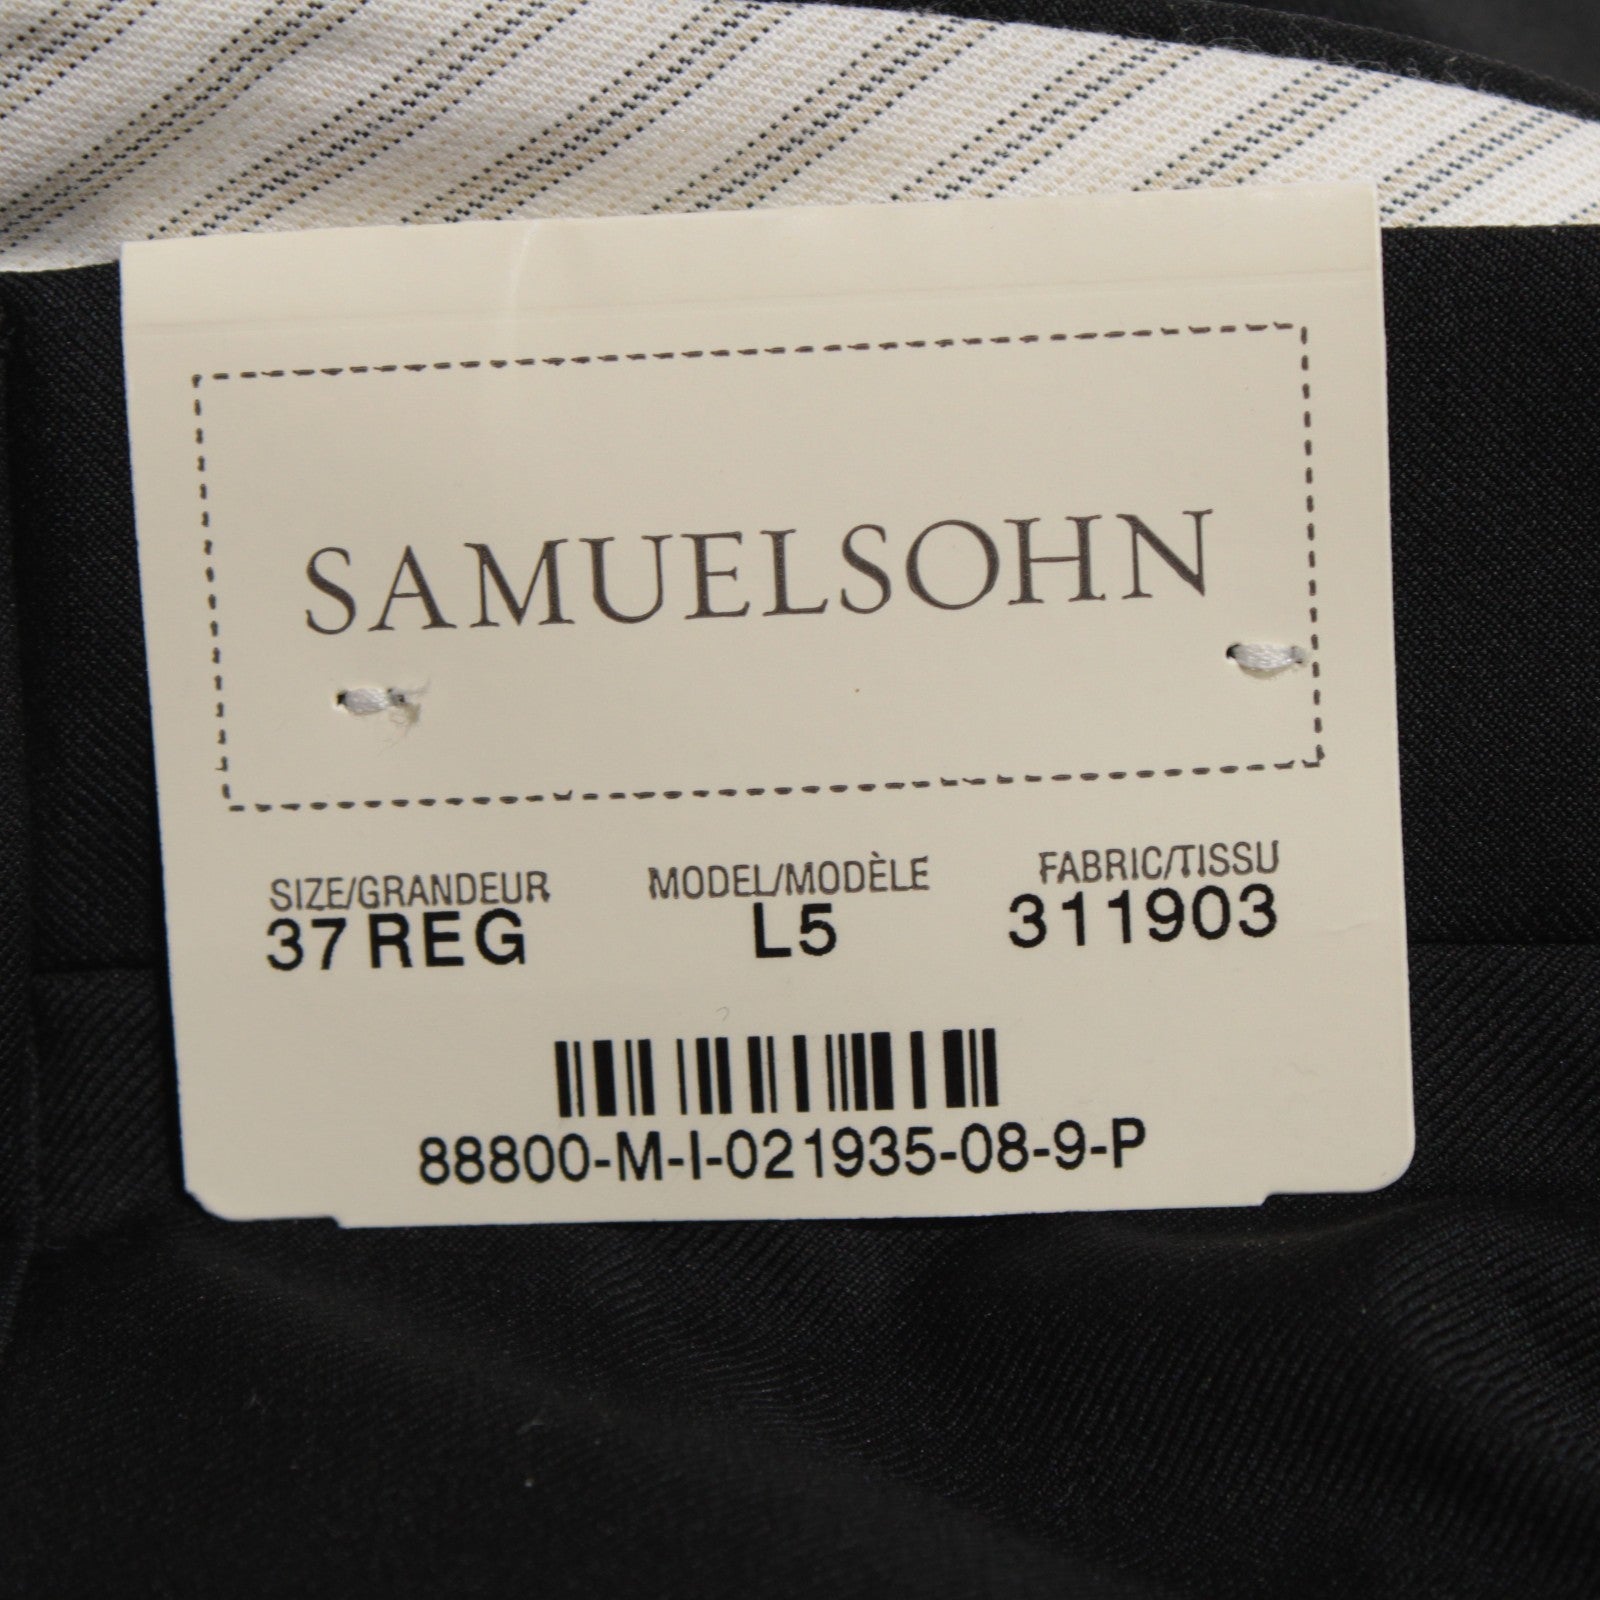 SAMUELSOHN
SIZE/GRANDEUR MODEL/MODÈLE FABRIC/TISSU
37 REG L5 311903
88800-M-I-021935-08-9-P